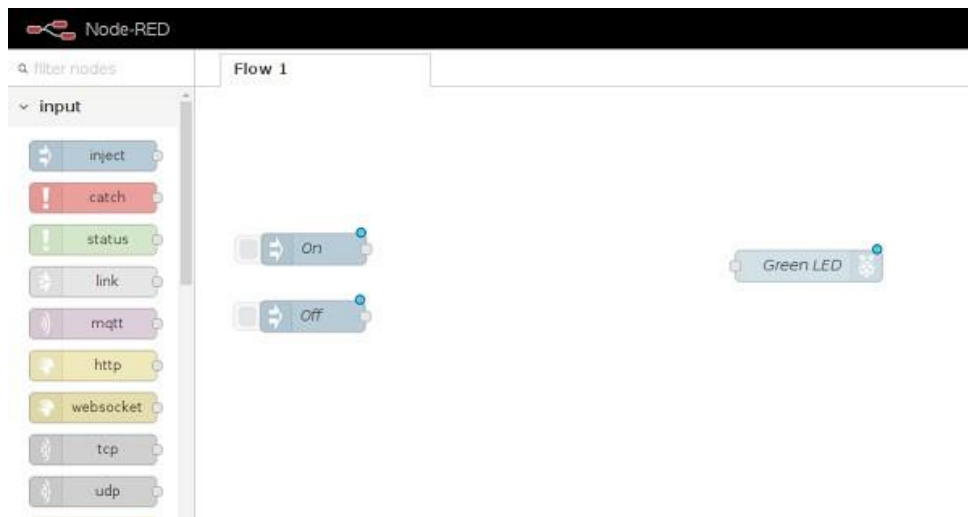 Node-RED
filter nodes
Flow 1
input
inject
catch
status
link
mqtt
http
websocket
tcp
udp
On
Off
Green LED